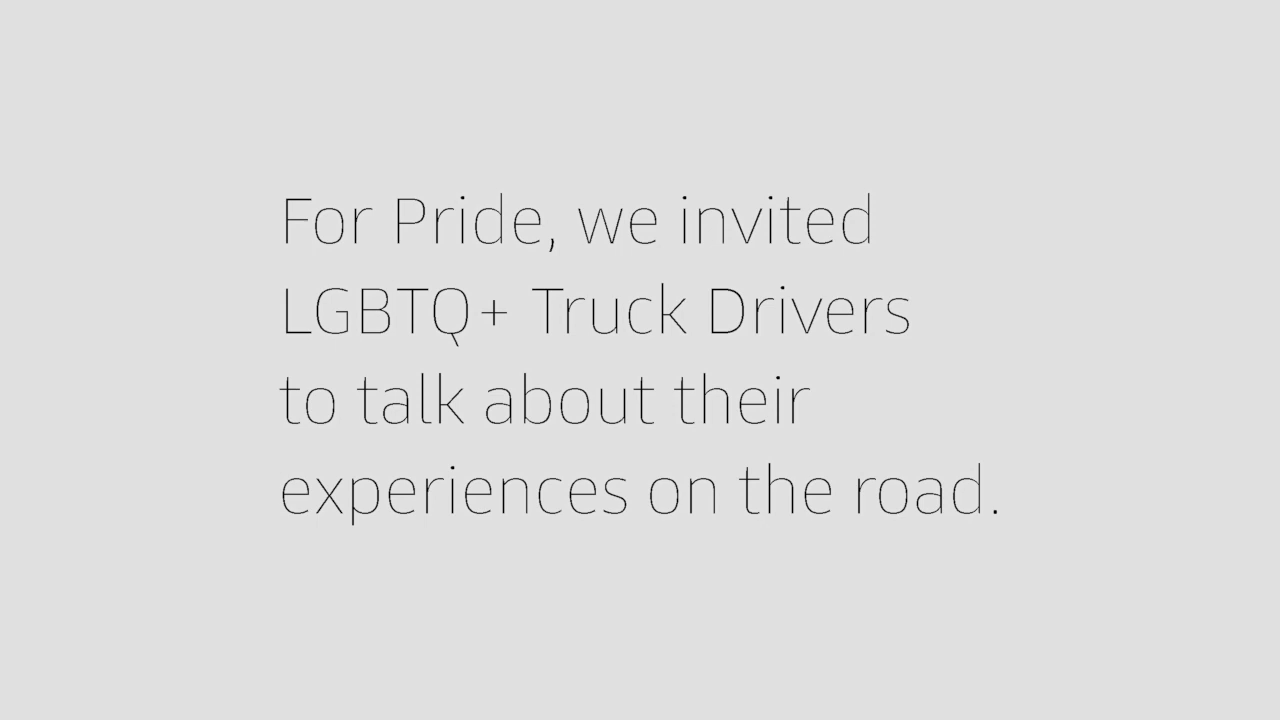 For Pride, we invited
LGBTQ+ Truck Drivers
to talk about their
experiences on the road.